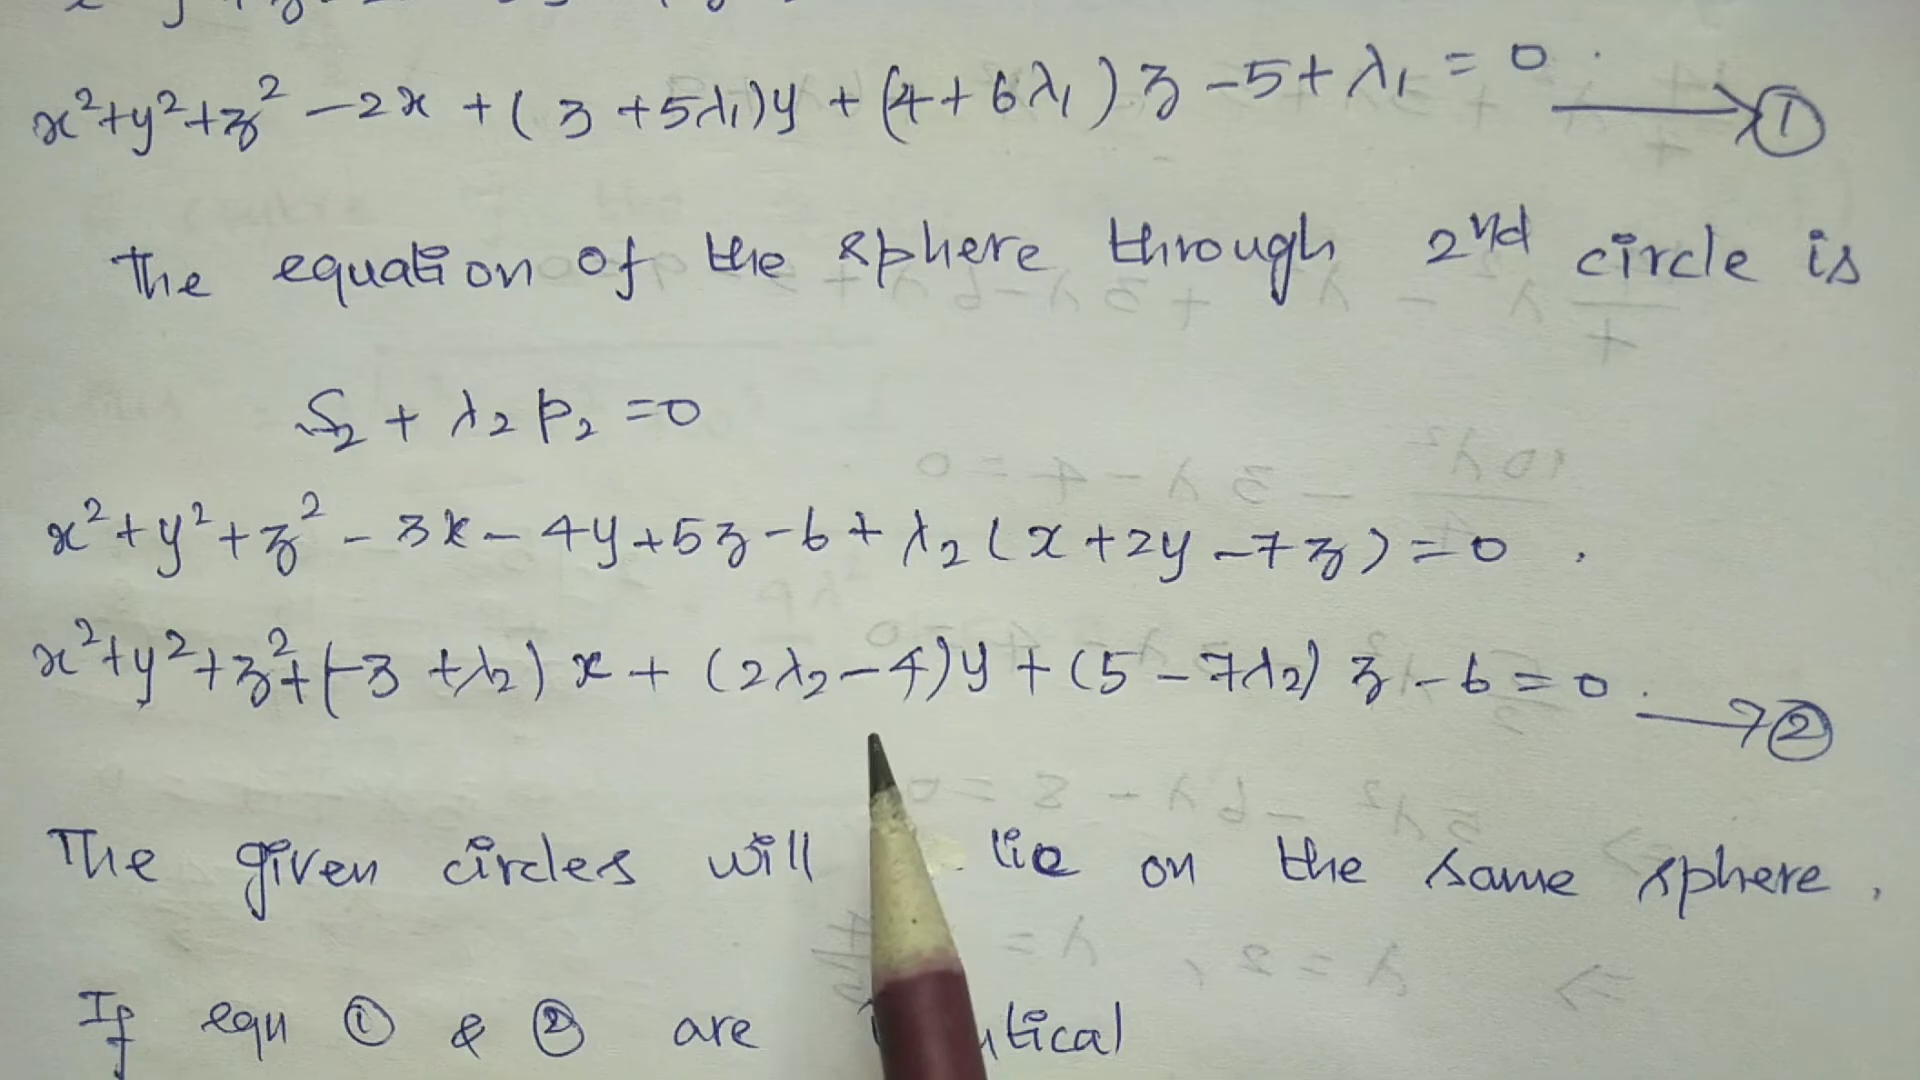 x²+y²+z² -2x + (3+5λ₁)y + (4+6λ₁)z -5+λ₁ = 0 → ①
The equation of the sphere through 2nd circle is
S₂ + λ₂ P₂ = 0
x²+y²+z² - 3x - 4y + 5z - 6 + λ₂(x+2y-7z) = 0.
x²+y²+z² + (-3+λ₂)x + (2λ₂-4)y + (5-7λ₂)z - 6 = 0. → ②
The given circles will lie on the same sphere.
If equ ① & ② are